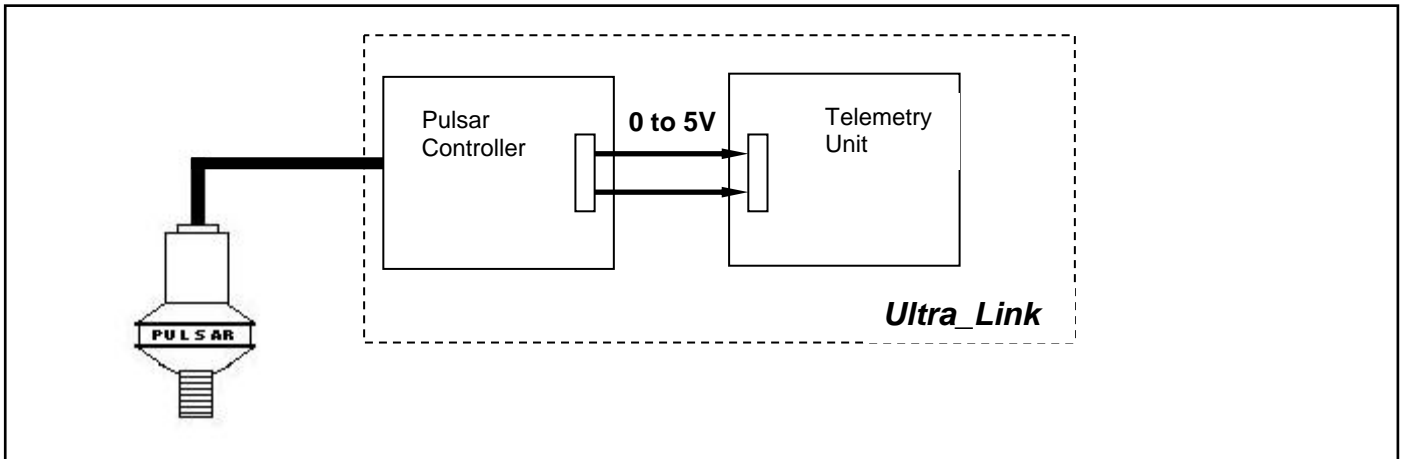 Pulsar
Controller
0 to 5V
Telemetry
Unit
Ultra_Link
PULSAR